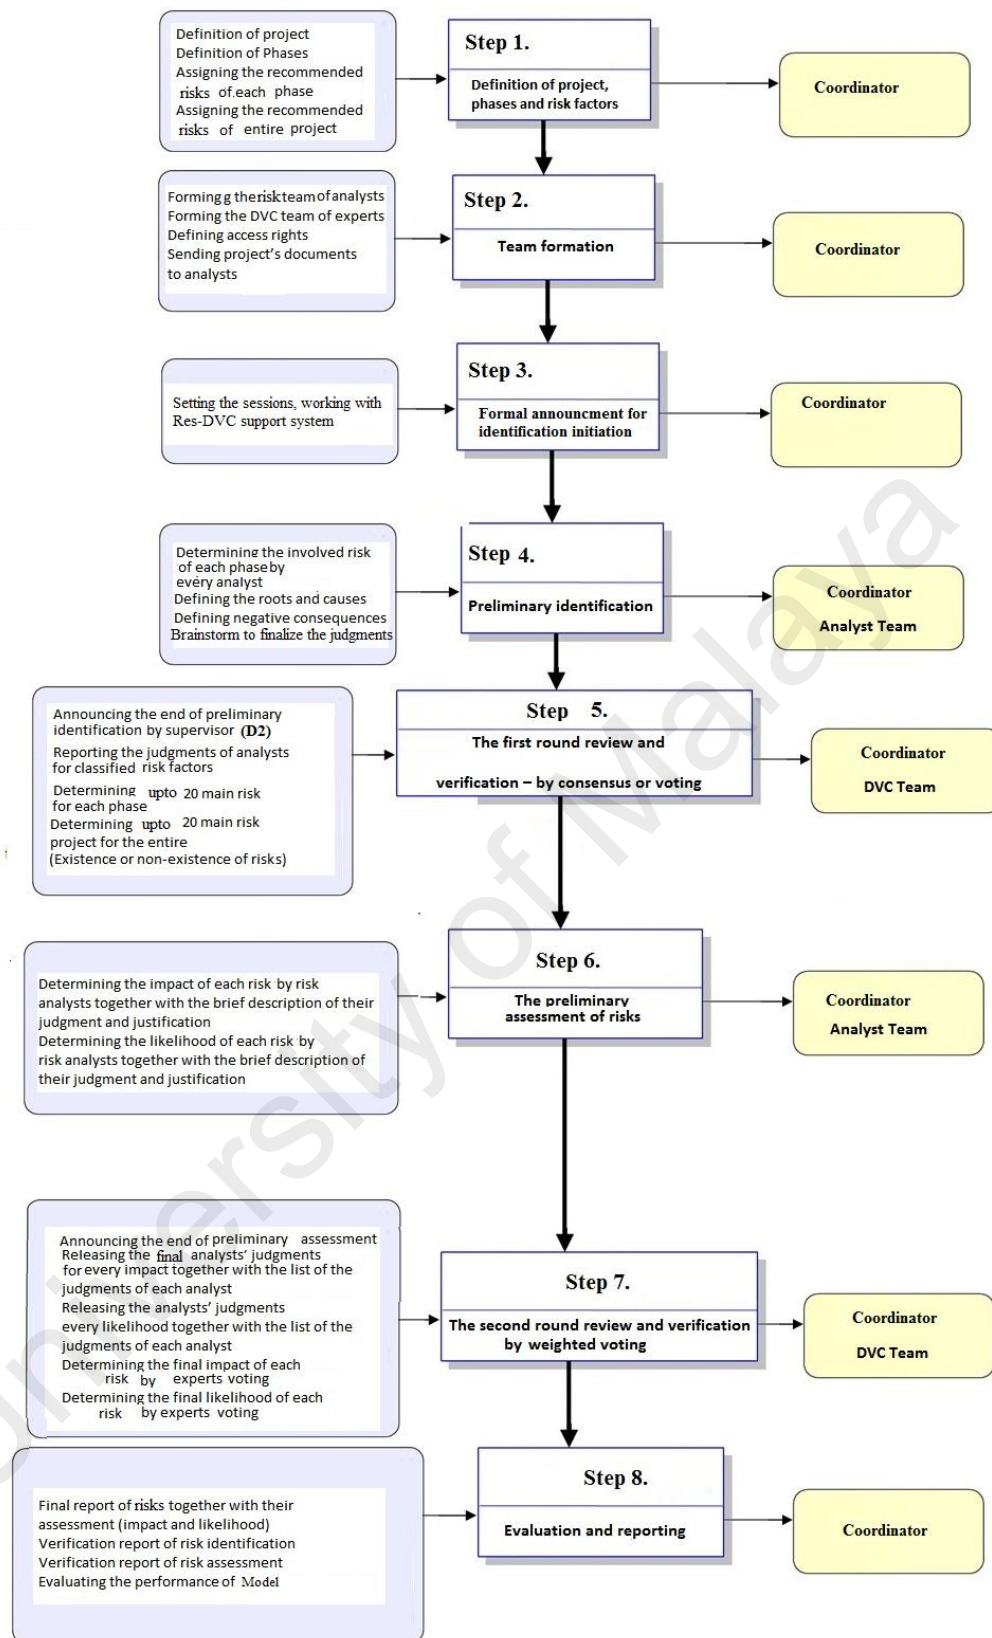 Definition of project
Definition of Phases
Assigning the recommended
risks of.each phase
Assigning the recommended
risks of entire project
Step 1.
Definition of project,
phases and risk factors
Coordinator
Formingg theriskteamofanalysts
Forming the DVC team of experts
Defining access rights
Sending project's documents
to analysts
Step 2.
Team formation
Coordinator
Setting the sessions, working with
Res-DVC support system
Step 3.
Formal announcment for
identification initiation
Coordinator
Determining the involved risk
of each phaseby
every analyst
Defining the roots and causes
Defining negative consequences
Brainstorm to finalize the judgments
Step 4.
Preliminary identification
Coordinator
Analyst Team
Announcing the end of preliminary
identification by supervisor (D2)
Reporting the judgments of analysts
for classified risk factors
Determining upto 20 main risk
for each phase
Determining upto 20 main risk
project for the entire
(Existence or non-existence of risks)
Step 5.
The first round review and
verification – by consensus or voting
Coordinator
DVC Team
Determining the impact of each risk by risk
analysts together with the brief description of their
judgment and justification
Determining the likelihood of each risk by
risk analysts together with the brief description of
their judgment and justification
Step 6.
The preliminary
assessment of risks
Coordinator
Analyst Team
Announcing the end of preliminary assessment
Releasing the final analysts' judgments
for every impact together with the list of the
judgments of each analyst
Releasing the analysts' judgments
every likelihood together with the list of the
judgments of each analyst
Determining the final impact of each
risk by experts voting
Determining the final likelihood of each
risk by experts voting
Step 7.
The second round review and verification
by weighted voting
Coordinator
DVC Team
Final report of risks together with their
assessment (impact and likelihood)
Verification report of risk identification
Verification report of risk assessment
Evaluating the performance of Model
Step 8.
Evaluation and reporting
Coordinator
University of Malaya